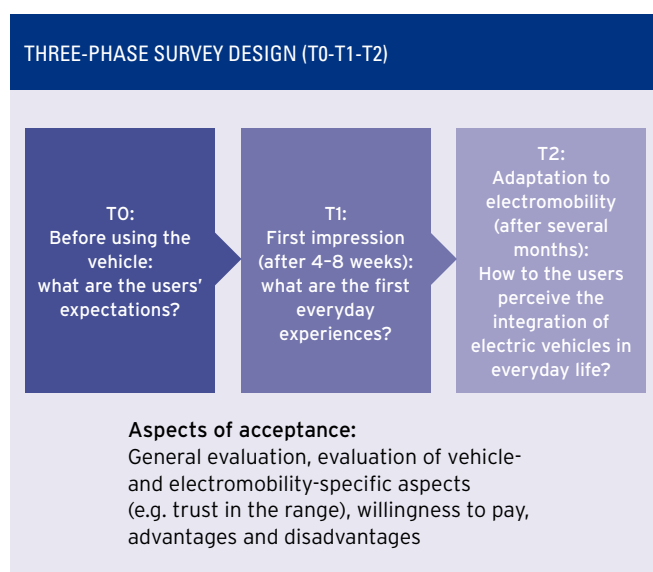 THREE-PHASE SURVEY DESIGN (T0-T1-T2)
T0:
Before using the
vehicle:
what are the users'
expectations?
T1:
First impression
(after 4–8 weeks):
what are the first
everyday
experiences?
T2:
Adaptation to
electromobility
(after several
months):
How to the users
perceive the
integration of
electric vehicles in
everyday life?
Aspects of acceptance:
General evaluation, evaluation of vehicle-
and electromobility-specific aspects
(e.g. trust in the range), willingness to pay,
advantages and disadvantages